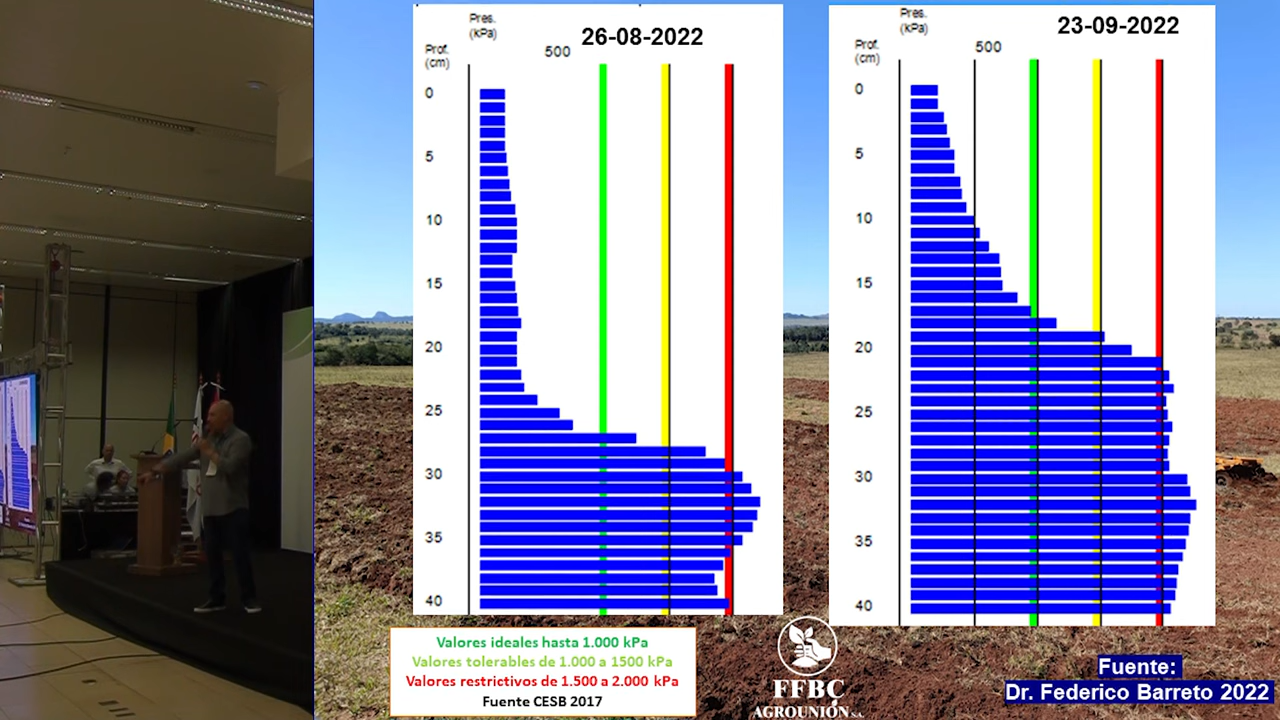 Pres.
(kPa)
26-08-2022
500
Prof.
(cm)
0
5
10
15
20
25
30
35
40
Pres.
(kPa)
23-09-2022
500
Prof.
(cm)
0
5
10
15
20
25
30
35
40
Valores ideales hasta 1.000 kPa
Valores tolerables de 1.000 a 1500 kPa
Valores restrictivos de 1.500 a 2.000 kPa
Fuente CESB 2017
FFBC
AGROUNIÓN S.A.
Fuente:
Dr. Federico Barreto 2022